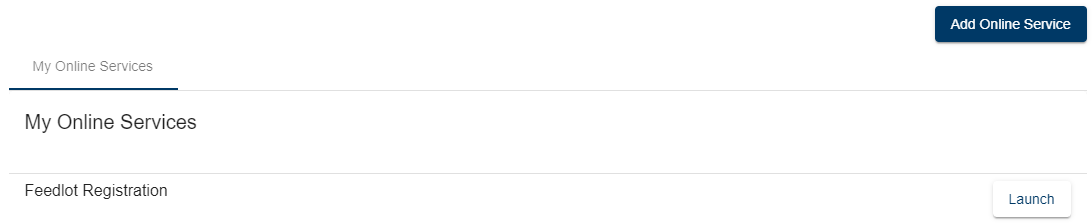 Add Online Service
My Online Services
My Online Services
Feedlot Registration
Launch